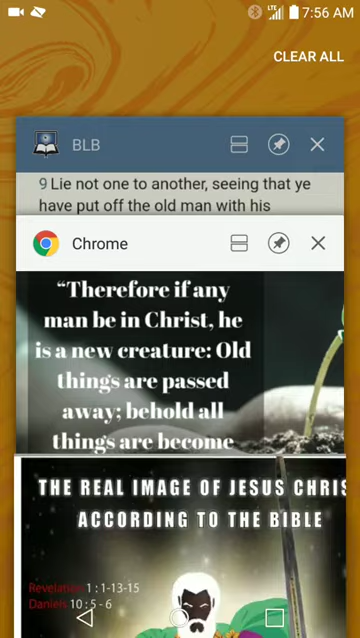 LTE 7:56 AM
CLEAR ALL
BLB
9 Lie not one to another, seeing that ye
have put off the old man with his
Chrome
“Therefore if any
man be in Christ, he
is a new creature: Old
things are passed
away; behold all
things are become
THE REAL IMAGE OF JESUS CHRIS
ACCORDING TO THE BIBLE
Revelation 1 : 1-13-15
Daniels 10 : 5 - 6